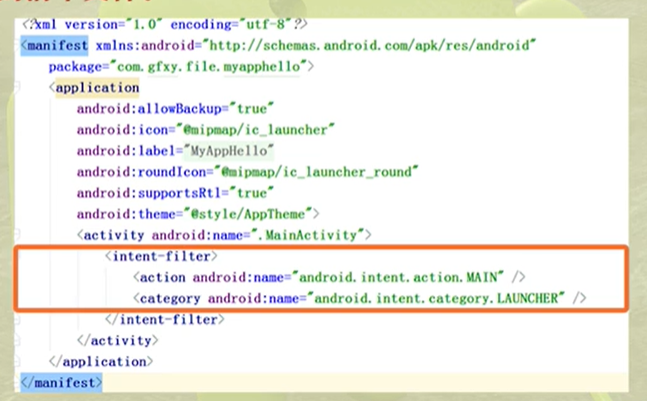 <?xml version="1.0" encoding="utf-8"?>
<manifest xmlns:android="http://schemas.android.com/apk/res/android"
package="com.gfxy.file.myapphello">
<application
android:allowBackup="true"
android:icon="@mipmap/ic_launcher"
android:label="MyAppHello"
android:roundIcon="@mipmap/ic_launcher_round"
android:supportsRtl="true"
android:theme="@style/AppTheme">
<activity android:name=".MainActivity">
<intent-filter>
<action android:name="android.intent.action.MAIN" />
<category android:name="android.intent.category.LAUNCHER" />
</intent-filter>
</activity>
</application>
</manifest>